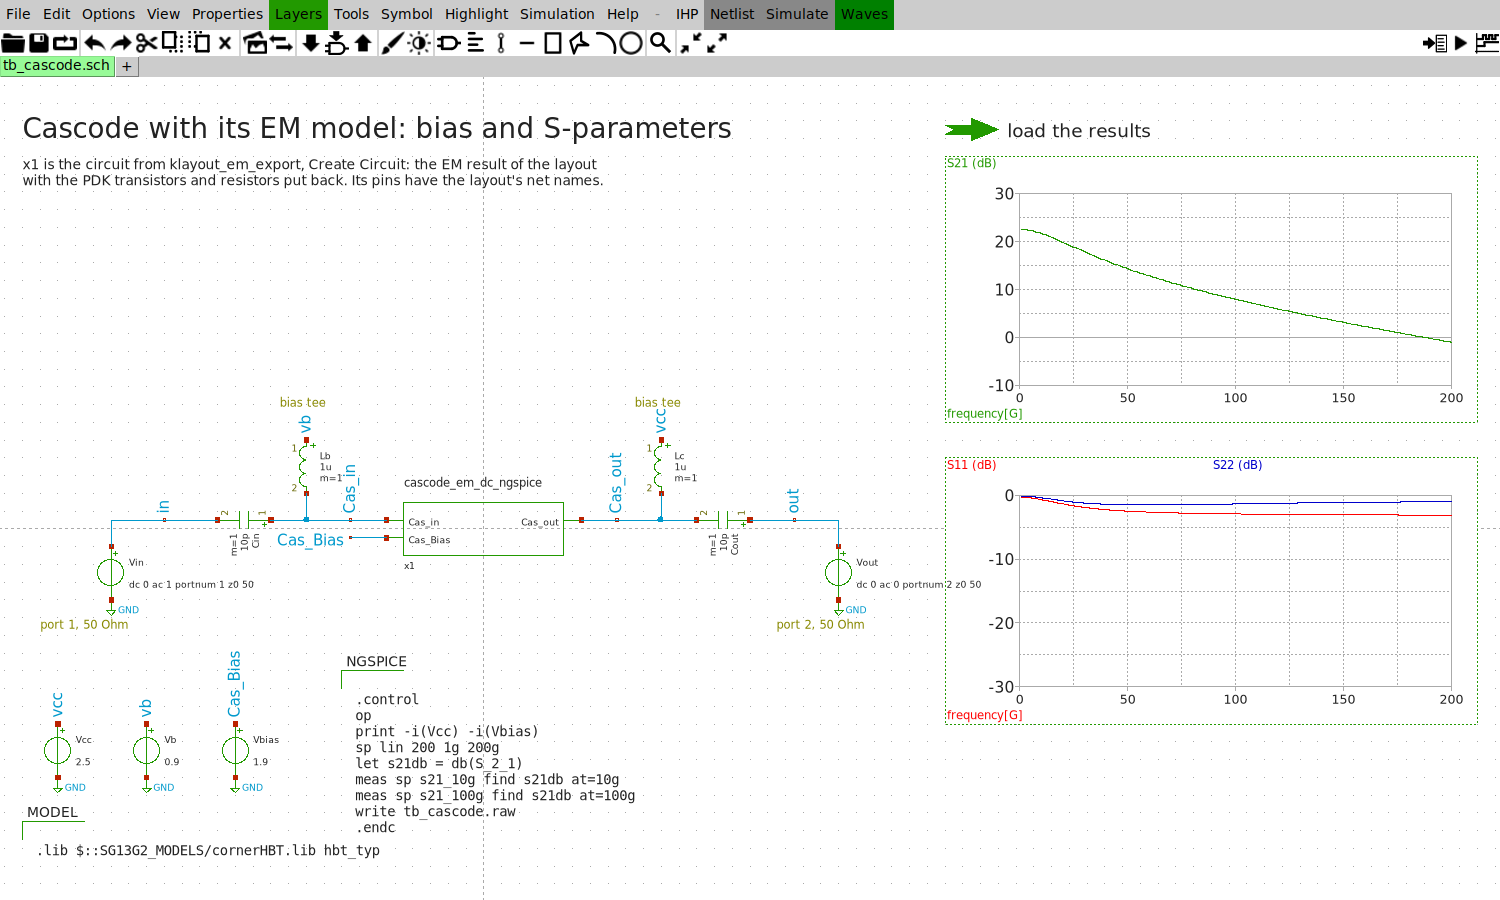 File Edit Options View Properties Layers Tools Symbol Highlight Simulation Help - IHP Netlist Simulate Waves
tb_cascode.sch +
Cascode with its EM model: bias and S-parameters
x1 is the circuit from klayout_em_export, Create Circuit: the EM result of the layout
with the PDK transistors and resistors put back. Its pins have the layout's net names.
load the results
S21 (dB)
30
20
10
0
-10
0 50 100 150 200
frequency[G]
S11 (dB) S22 (dB)
0
-10
-20
-30
0 50 100 150 200
frequency[G]
bias tee
vb
1
Lb
1u
m=1
2
Cas_in
bias tee
vcc
1
Lc
1u
m=1
2
Cas_out
cascode_em_dc_ngspice
Cas_in
Cas_out
Cas_Bias
x1
Cas_Bias
in
2
1
m=1
10p
Cin
out
2
1
m=1
10p
Cout
Vin
dc 0 ac 1 portnum 1 z0 50
GND
port 1, 50 Ohm
Vout
dc 0 ac 0 portnum 2 z0 50
GND
port 2, 50 Ohm
vcc
Vcc
2.5
GND
vb
Vb
0.9
GND
Cas_Bias
Vbias
1.9
GND
NGSPICE
.control
op
print -i(Vcc) -i(Vbias)
sp lin 200 1g 200g
let s21db = db(S_2_1)
meas sp s21_10g find s21db at=10g
meas sp s21_100g find s21db at=100g
write tb_cascode.raw
.endc
MODEL
.lib $::SG13G2_MODELS/cornerHBT.lib hbt_typ